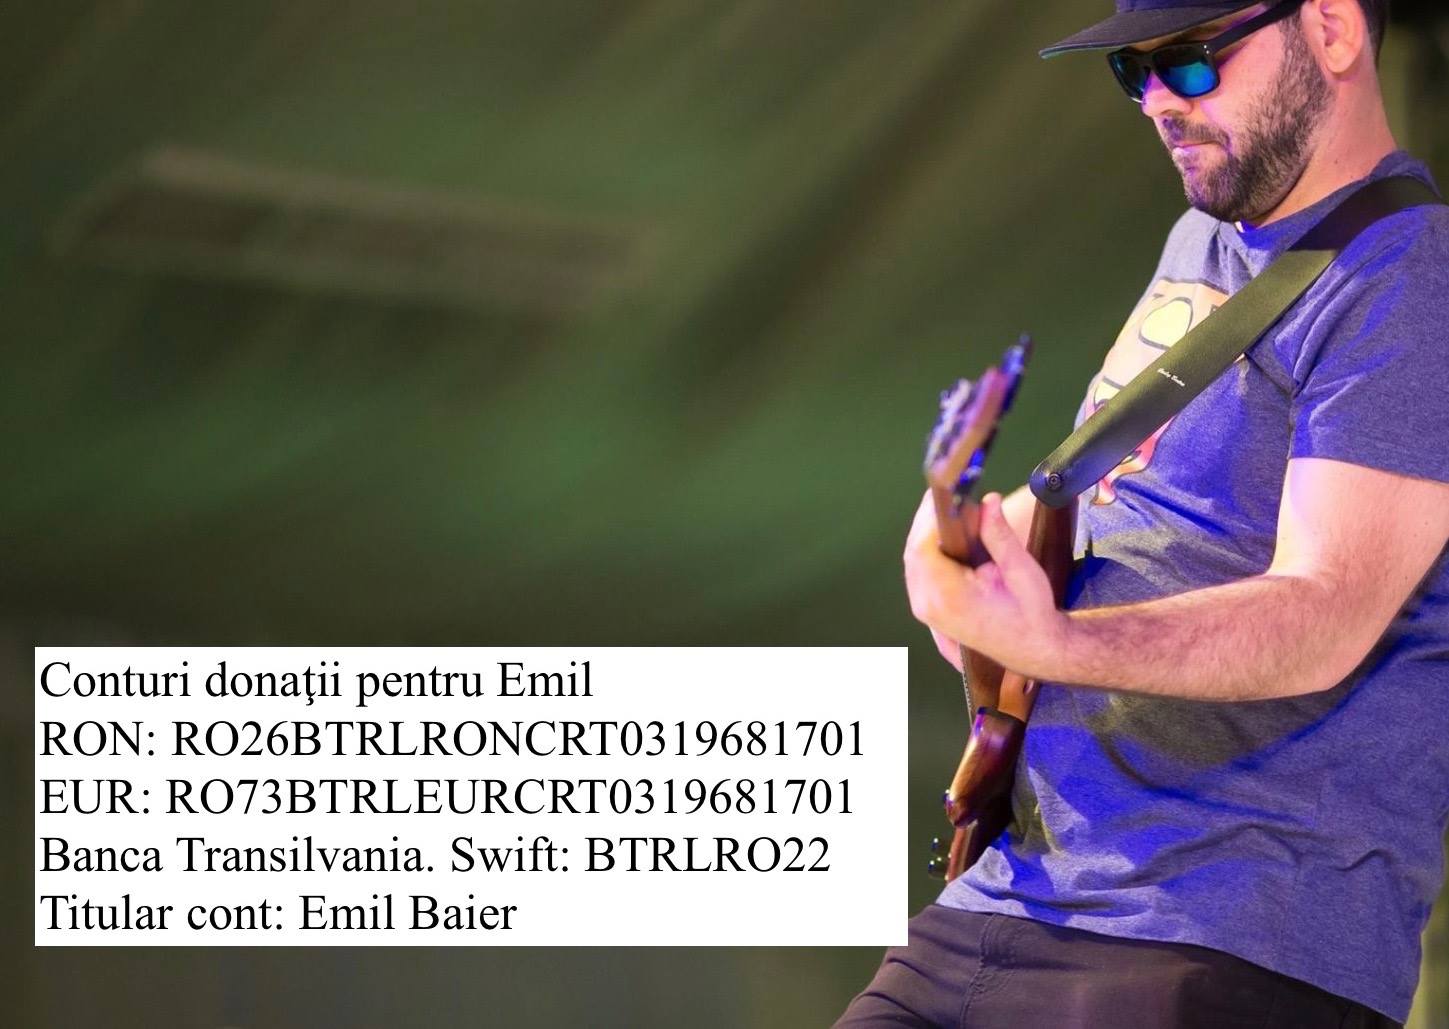 Conturi donaţii pentru Emil
RON: RO26BTRLRONCRT0319681701
EUR: RO73BTRLEURCRT0319681701
Banca Transilvania. Swift: BTRLRO22
Titular cont: Emil Baier